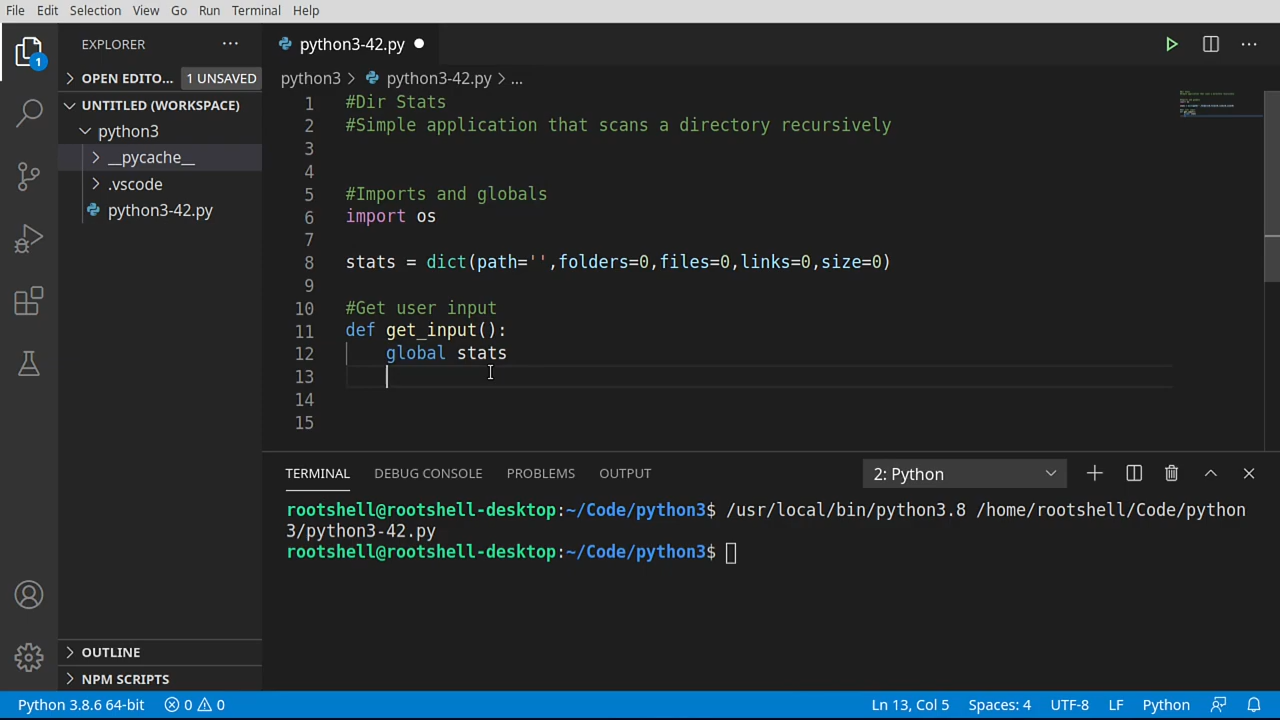 File Edit Selection View Go Run Terminal Help
EXPLORER
python3-42.py
OPEN EDITO... 1 UNSAVED
python3 > python3-42.py > ...
UNTITLED (WORKSPACE)
python3
__pycache__
.vscode
python3-42.py
1
1 #Dir Stats
2 #Simple application that scans a directory recursively
3
4
5 #Imports and globals
6 import os
7
8 stats = dict(path='',folders=0,files=0,links=0,size=0)
9
10 #Get user input
11 def get_input():
12 global stats
13
14
15
TERMINAL DEBUG CONSOLE PROBLEMS OUTPUT 2: Python
rootshell@rootshell-desktop:~/Code/python3$ /usr/local/bin/python3.8 /home/rootshell/Code/python
3/python3-42.py
rootshell@rootshell-desktop:~/Code/python3$
OUTLINE
NPM SCRIPTS
Python 3.8.6 64-bit 0 0 Ln 13, Col 5 Spaces: 4 UTF-8 LF Python